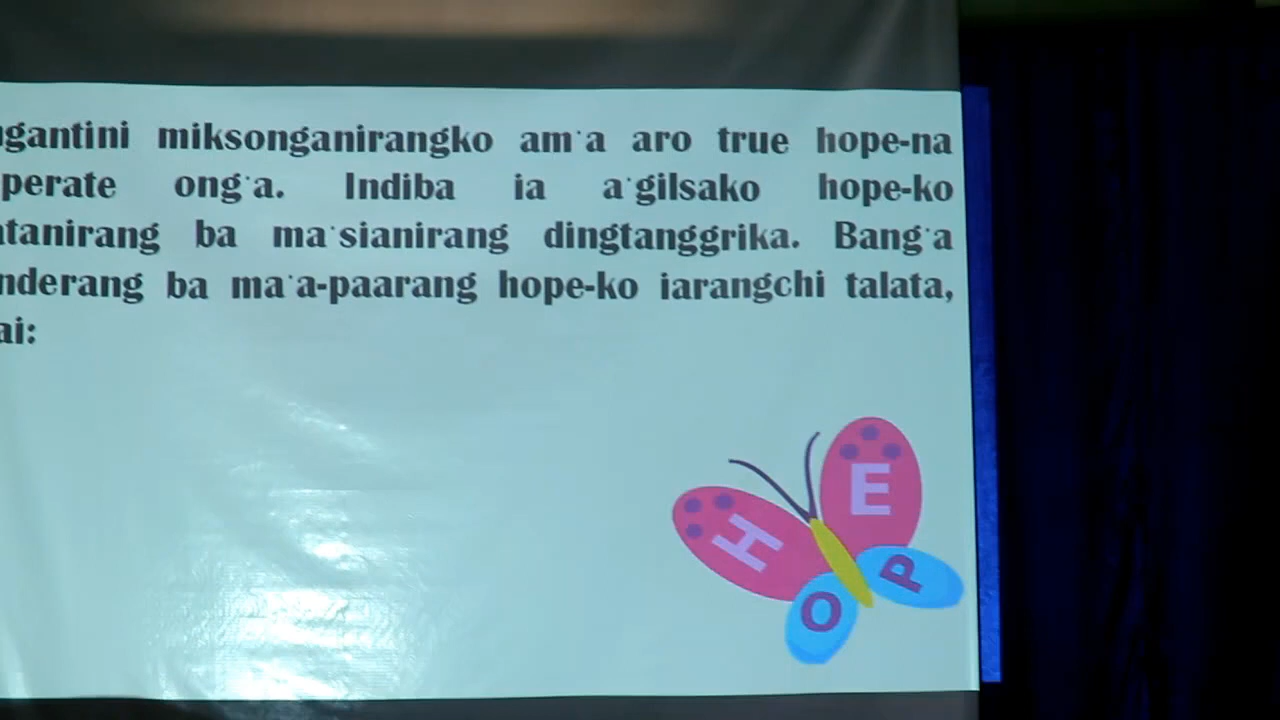 gantini miksonganirangko am·a aro true hope-na
perate ong·a. Indiba ia a·gilsako hope-ko
tanirang ba ma·sianirang dingtanggrika. Bang·a
nderang ba ma·a-paarang hope-ko iarangchi talata,
ai:
H O P E